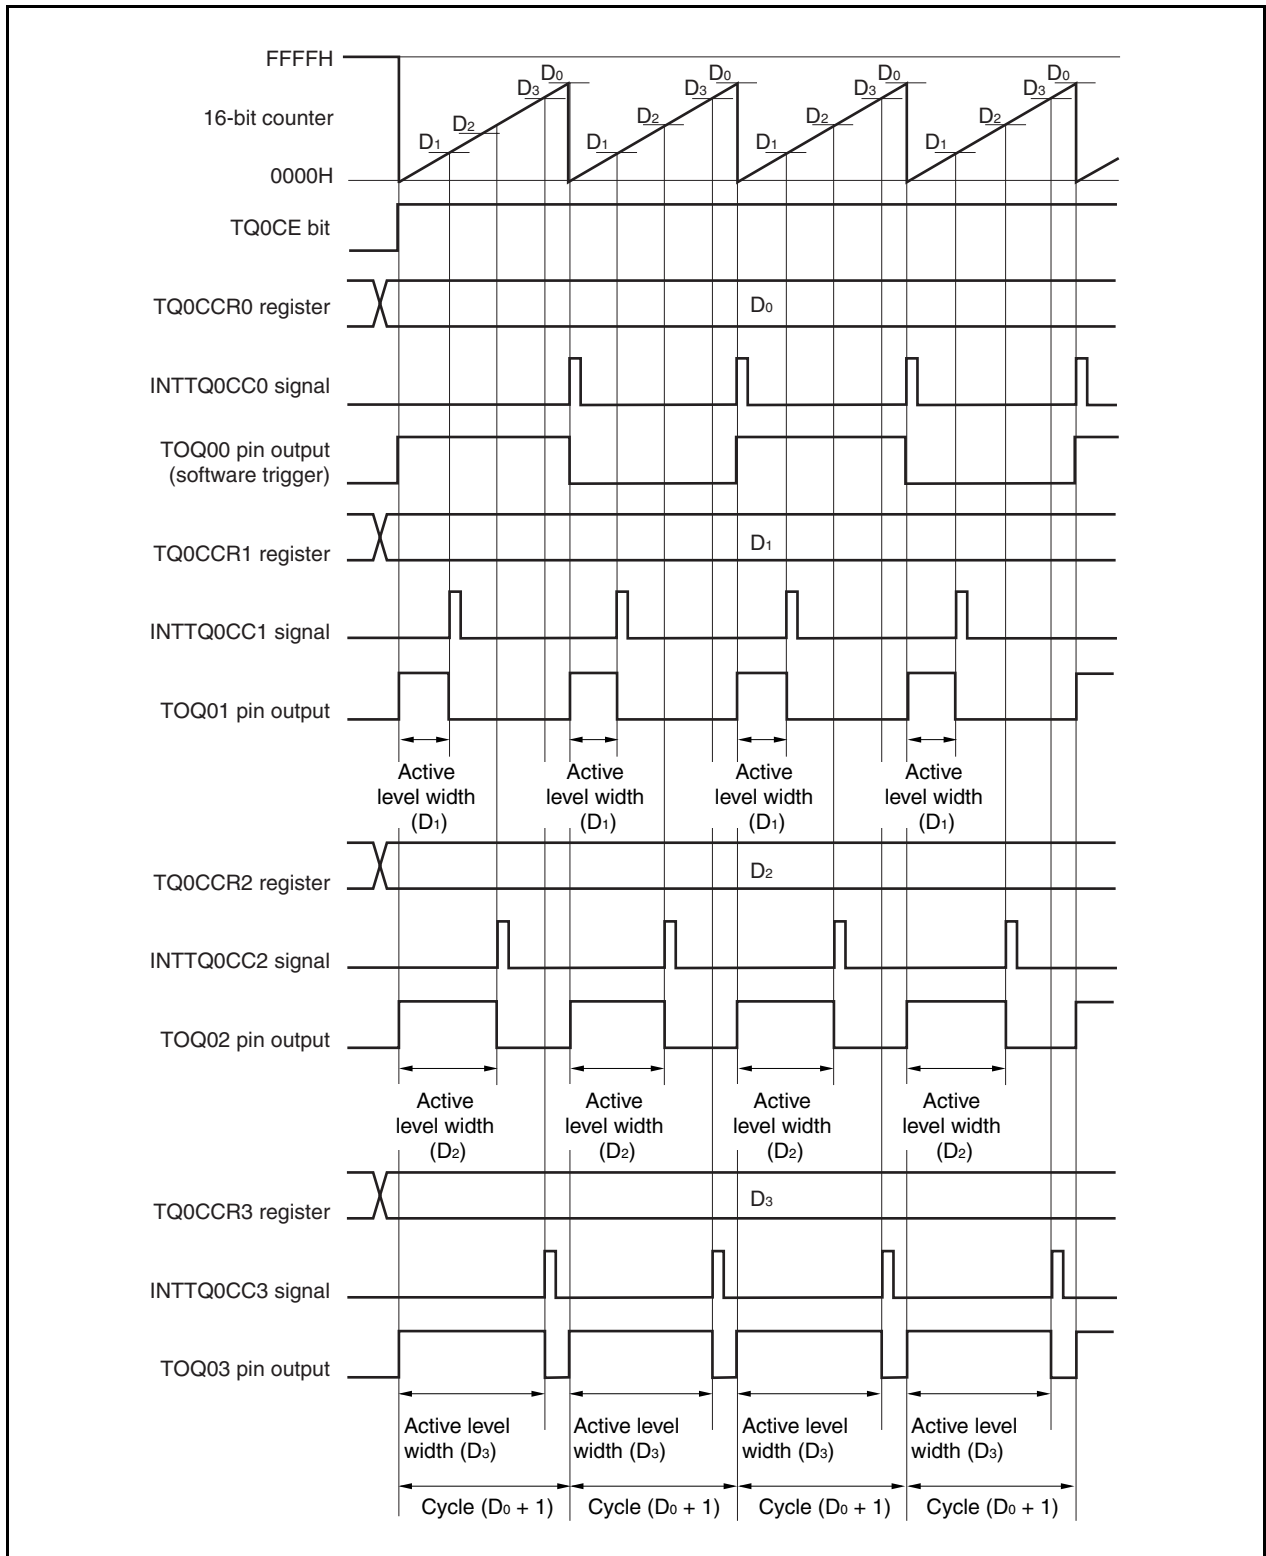 FFFFH
D0 D0 D0 D0
D3 D3 D3 D3
16-bit counter
D2 D2 D2 D2
D1 D1 D1 D1
0000H
TQ0CE bit
TQ0CCR0 register
D0
INTTQ0CC0 signal
TOQ00 pin output
(software trigger)
TQ0CCR1 register
D1
INTTQ0CC1 signal
TOQ01 pin output
Active
level width
(D1)
Active
level width
(D1)
Active
level width
(D1)
Active
level width
(D1)
TQ0CCR2 register
D2
INTTQ0CC2 signal
TOQ02 pin output
Active
level width
(D2)
Active
level width
(D2)
Active
level width
(D2)
Active
level width
(D2)
TQ0CCR3 register
D3
INTTQ0CC3 signal
TOQ03 pin output
Active level
width (D3)
Active level
width (D3)
Active level
width (D3)
Active level
width (D3)
Cycle (D0 + 1)
Cycle (D0 + 1)
Cycle (D0 + 1)
Cycle (D0 + 1)